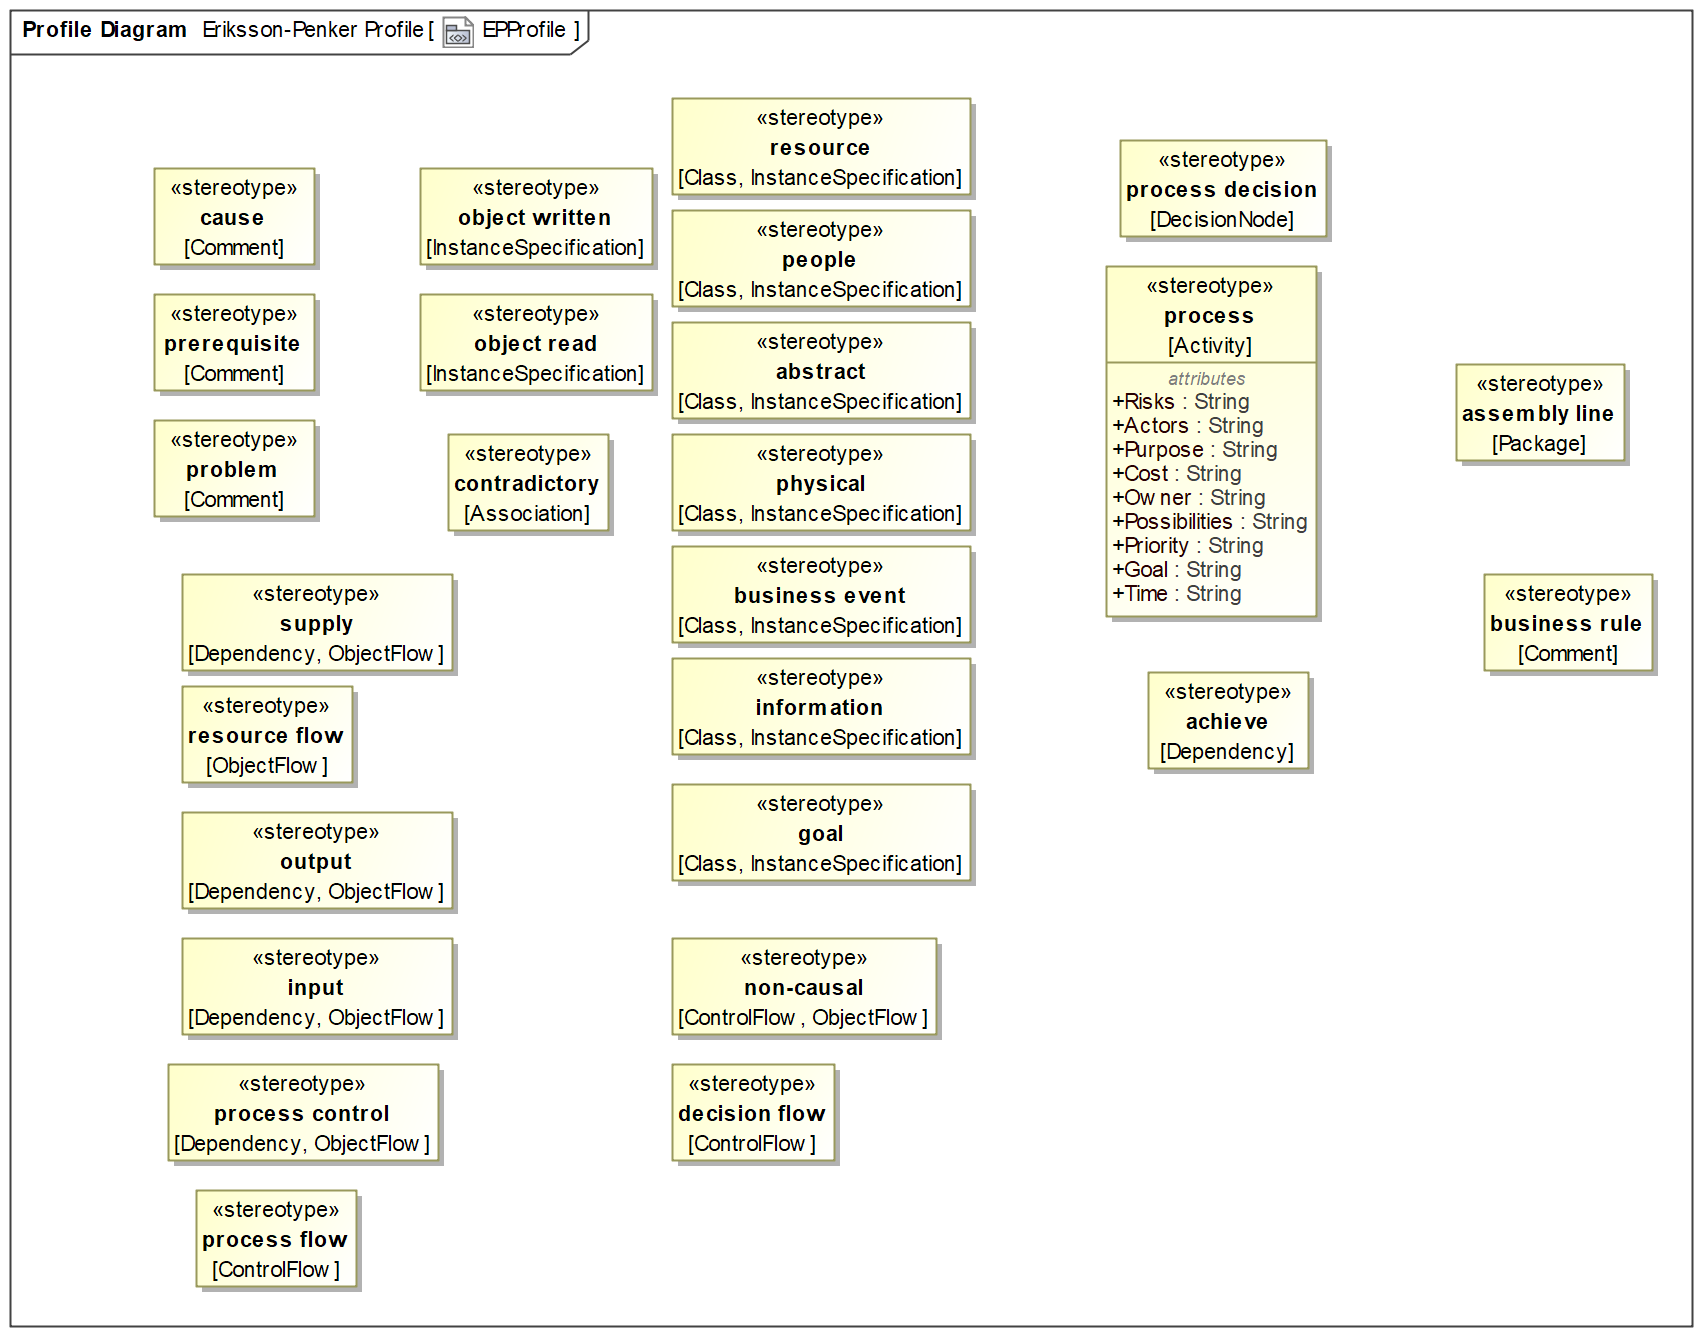 Profile Diagram Eriksson-Penker Profile [ EPProfile ]
«stereotype»
cause
[Comment]
«stereotype»
prerequisite
[Comment]
«stereotype»
problem
[Comment]
«stereotype»
object written
[InstanceSpecification]
«stereotype»
object read
[InstanceSpecification]
«stereotype»
contradictory
[Association]
«stereotype»
supply
[Dependency, ObjectFlow]
«stereotype»
resource flow
[ObjectFlow]
«stereotype»
output
[Dependency, ObjectFlow]
«stereotype»
input
[Dependency, ObjectFlow]
«stereotype»
process control
[Dependency, ObjectFlow]
«stereotype»
process flow
[ControlFlow]
«stereotype»
resource
[Class, InstanceSpecification]
«stereotype»
people
[Class, InstanceSpecification]
«stereotype»
abstract
[Class, InstanceSpecification]
«stereotype»
physical
[Class, InstanceSpecification]
«stereotype»
business event
[Class, InstanceSpecification]
«stereotype»
information
[Class, InstanceSpecification]
«stereotype»
goal
[Class, InstanceSpecification]
«stereotype»
non-causal
[ControlFlow, ObjectFlow]
«stereotype»
decision flow
[ControlFlow]
«stereotype»
process decision
[DecisionNode]
«stereotype»
process
[Activity]
attributes
+Risks : String
+Actors : String
+Purpose : String
+Cost : String
+Owner : String
+Possibilities : String
+Priority : String
+Goal : String
+Time : String
«stereotype»
achieve
[Dependency]
«stereotype»
assembly line
[Package]
«stereotype»
business rule
[Comment]